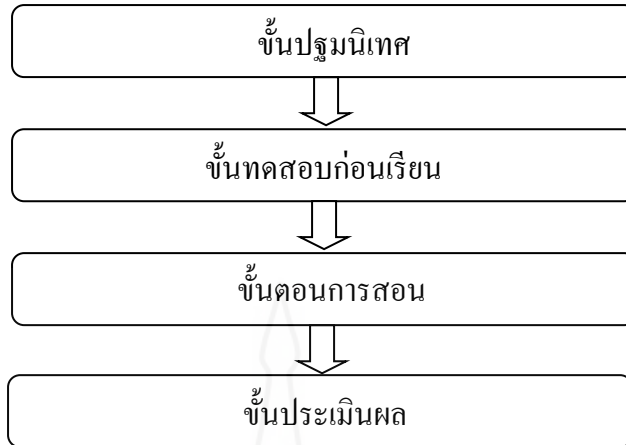 ขั้นปฐมนิเทศ
ขั้นทดสอบก่อนเรียน
ขั้นตอนการสอน
ขั้นประเมินผล